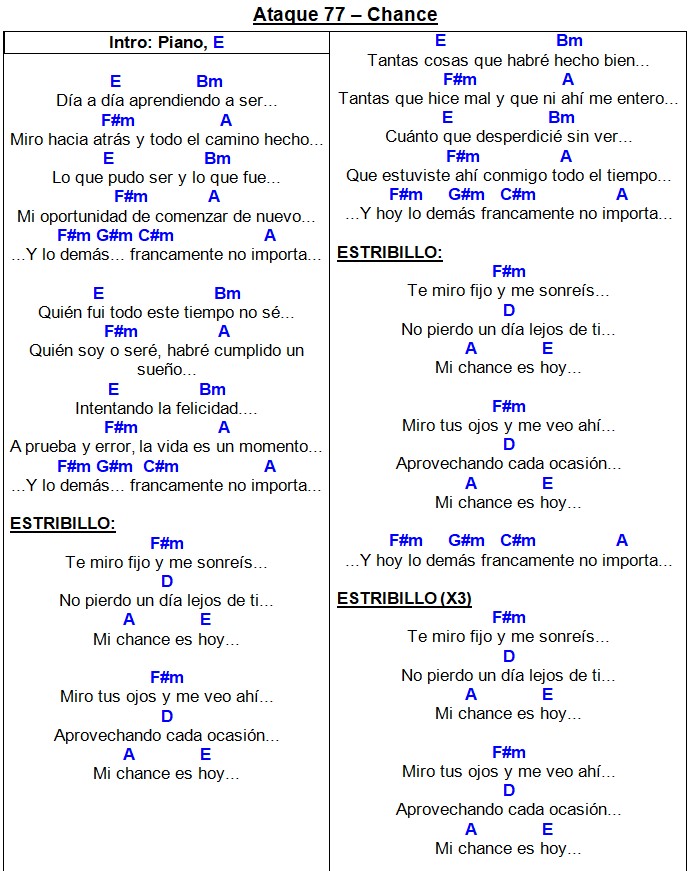 Ataque 77 – Chance
Intro: Piano, E
E Bm
Día a día aprendiendo a ser...
F#m A
Miro hacia atrás y todo el camino hecho...
E Bm
Lo que pudo ser y lo que fue...
F#m A
Mi oportunidad de comenzar de nuevo...
F#m G#m C#m A
...Y lo demás... francamente no importa...
E Bm
Quién fui todo este tiempo no sé...
F#m A
Quién soy o seré, habré cumplido un
sueño...
E Bm
Intentando la felicidad....
F#m A
A prueba y error, la vida es un momento...
F#m G#m C#m A
...Y lo demás... francamente no importa...
ESTRIBILLO:
F#m
Te miro fijo y me sonreís...
D
No pierdo un día lejos de ti...
A E
Mi chance es hoy...
F#m
Miro tus ojos y me veo ahí...
D
Aprovechando cada ocasión...
A E
Mi chance es hoy...
E Bm
Tantas cosas que habré hecho bien...
F#m A
Tantas que hice mal y que ni ahí me entero...
E Bm
Cuánto que desperdicié sin ver...
F#m A
Que estuviste ahí conmigo todo el tiempo...
F#m G#m C#m A
...Y hoy lo demás francamente no importa...
ESTRIBILLO:
F#m
Te miro fijo y me sonreís...
D
No pierdo un día lejos de ti...
A E
Mi chance es hoy...
F#m
Miro tus ojos y me veo ahí...
D
Aprovechando cada ocasión...
A E
Mi chance es hoy...
F#m G#m C#m A
...Y hoy lo demás francamente no importa...
ESTRIBILLO (X3)
F#m
Te miro fijo y me sonreís...
D
No pierdo un día lejos de ti...
A E
Mi chance es hoy...
F#m
Miro tus ojos y me veo ahí...
D
Aprovechando cada ocasión...
A E
Mi chance es hoy...